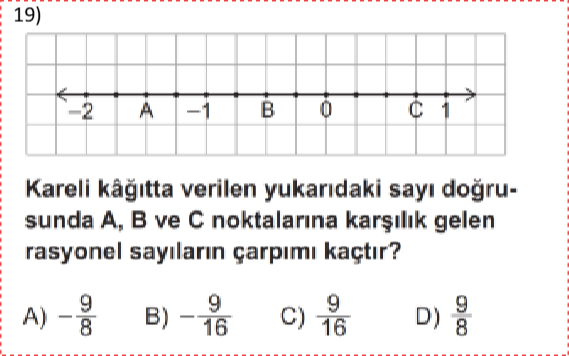 19)
−2 A −1 B 0 C 1
Kareli kâğıtta verilen yukarıdaki sayı doğru-
sunda A, B ve C noktalarına karşılık gelen
rasyonel sayıların çarpımı kaçtır?
A) −9/8 B) −9/16 C) 9/16 D) 9/8